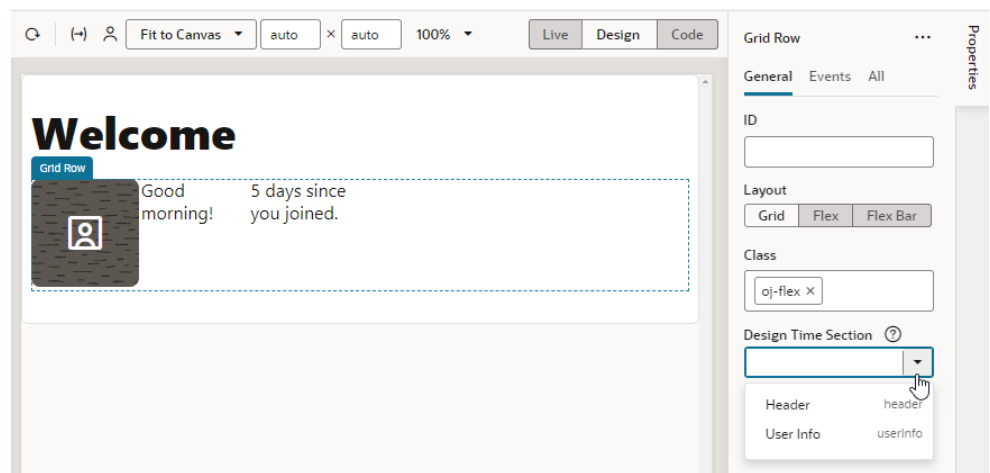 Fit to Canvas auto × auto 100% Live Design Code
Grid Row ...
Properties
General Events All
Welcome
Grid Row
Good morning!
5 days since you joined.
ID
Layout
Grid Flex Flex Bar
Class
oj-flex ×
Design Time Section ?
Header header
User Info userInfo